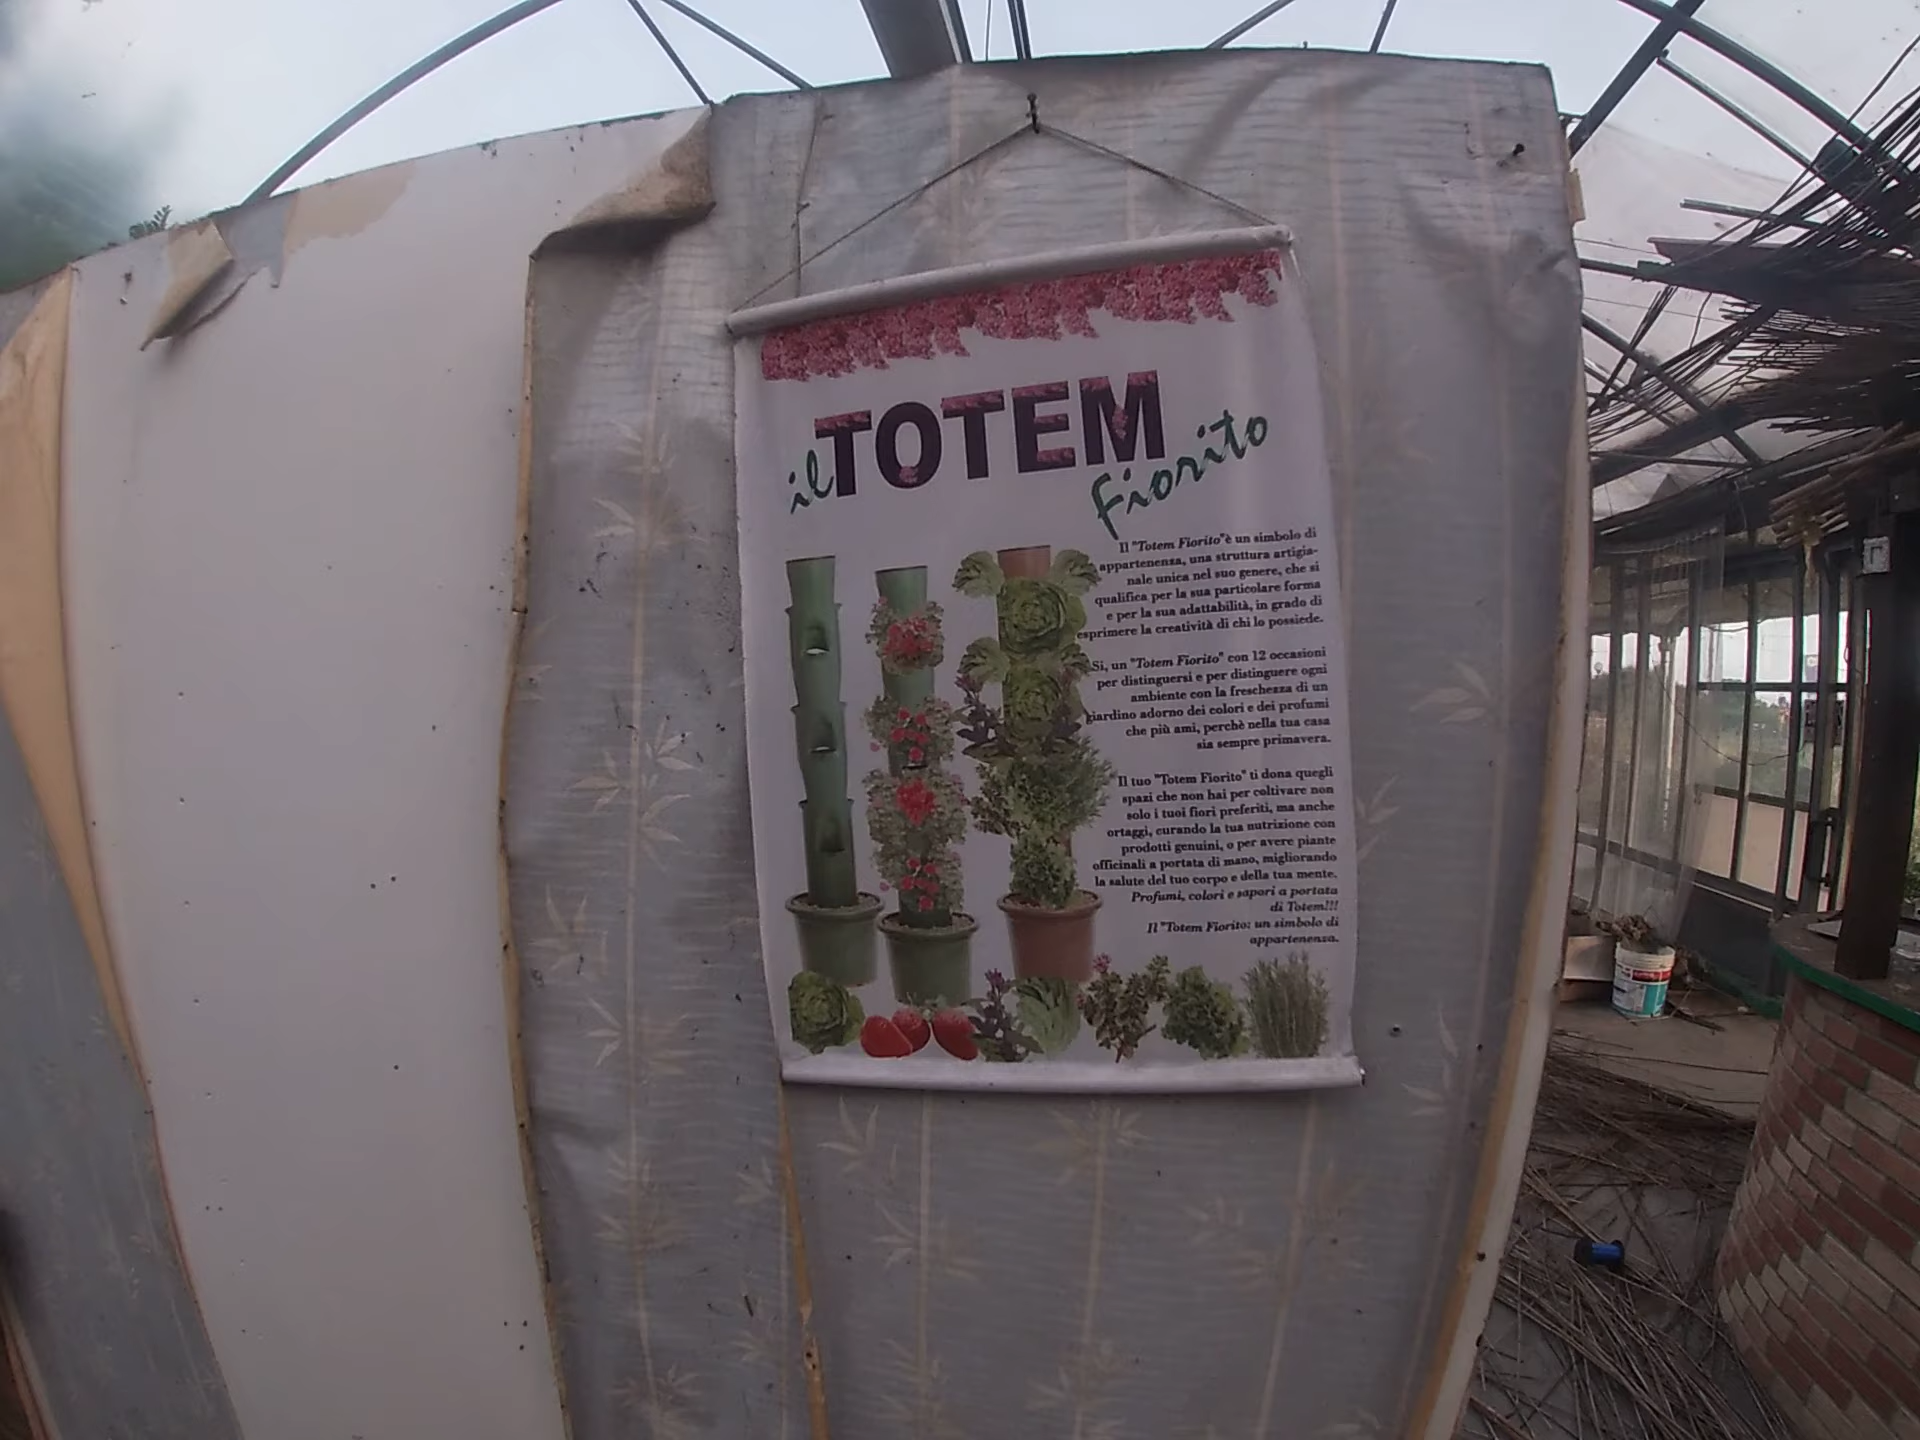 il TOTEM
Fiorito
Il "Totem Fiorito"è un simbolo di
appartenenza, una struttura artigia-
nale unica nel suo genere, che si
qualifica per la sua particolare forma
e per la sua adattabilità, in grado di
esprimere la creatività di chi lo possiede.
Si, un "Totem Fiorito" con 12 occasioni
per distinguersi e per distinguere ogni
ambiente con la freschezza di un
giardino adorno dei colori e dei profumi
che più ami, perchè nella tua casa
sia sempre primavera.
Il tuo "Totem Fiorito" ti dona quegli
spazi che non hai per coltivare non
solo i tuoi fiori preferiti, ma anche
ortaggi, curando la tua nutrizione con
prodotti genuini, o per avere piante
officinali a portata di mano, migliorando
la salute del tuo corpo e della tua mente.
Profumi, colori e sapori a portata
di Totem!!!
Il "Totem Fiorito: un simbolo di
appartenenza.